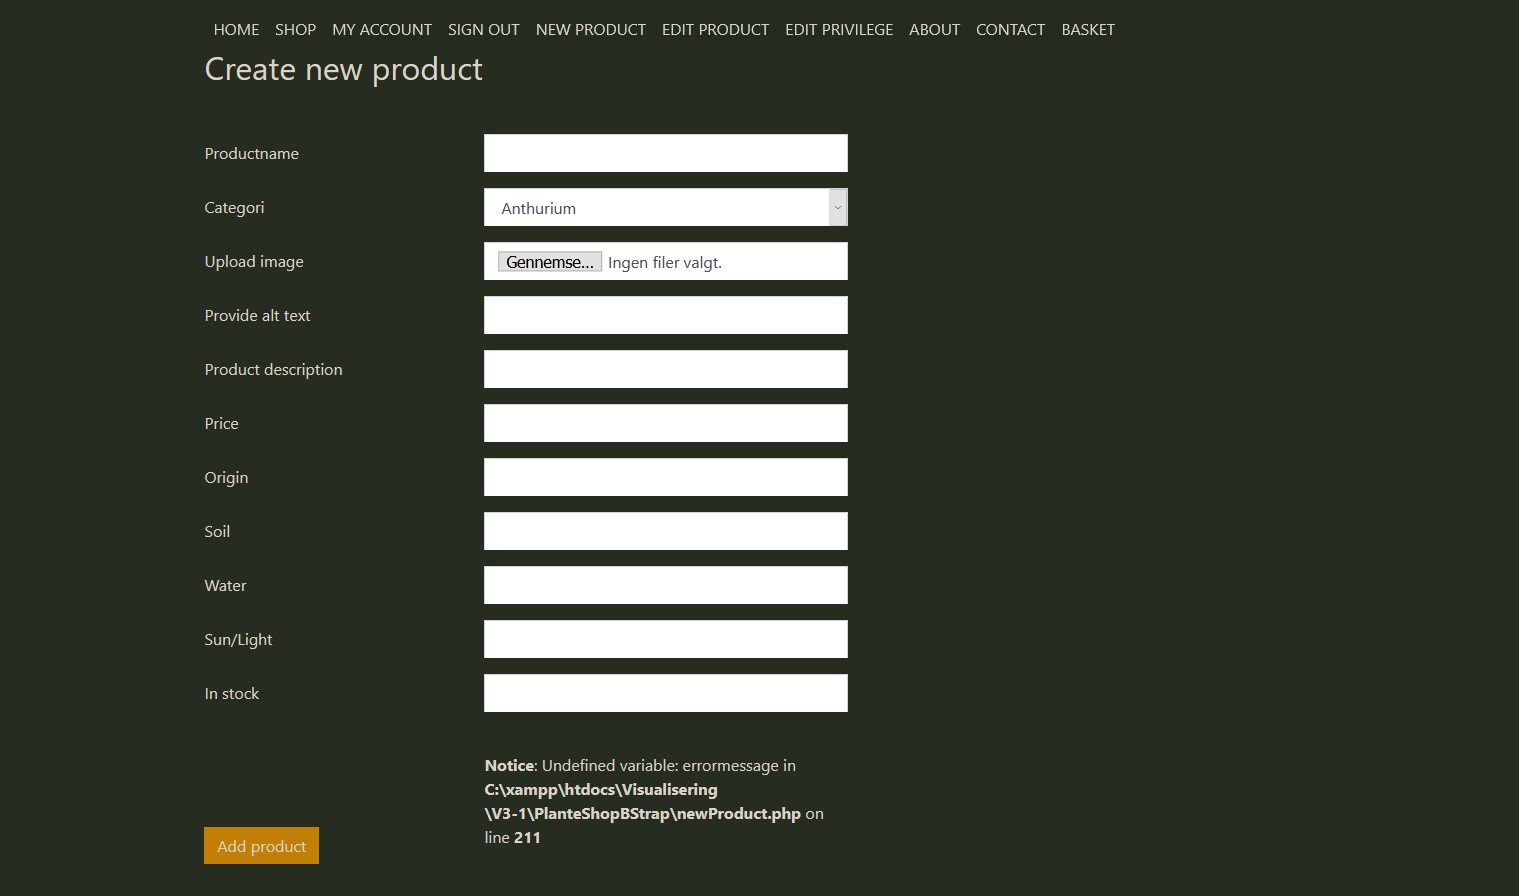 HOME SHOP MY ACCOUNT SIGN OUT NEW PRODUCT EDIT PRODUCT EDIT PRIVILEGE ABOUT CONTACT BASKET
Create new product
Productname
Categori Anthurium
Upload image Gennemse... Ingen filer valgt.
Provide alt text
Product description
Price
Origin
Soil
Water
Sun/Light
In stock
Notice: Undefined variable: errormessage in
C:\xampp\htdocs\Visualisering
\V3-1\PlanteShopBStrap\newProduct.php on
line 211
Add product